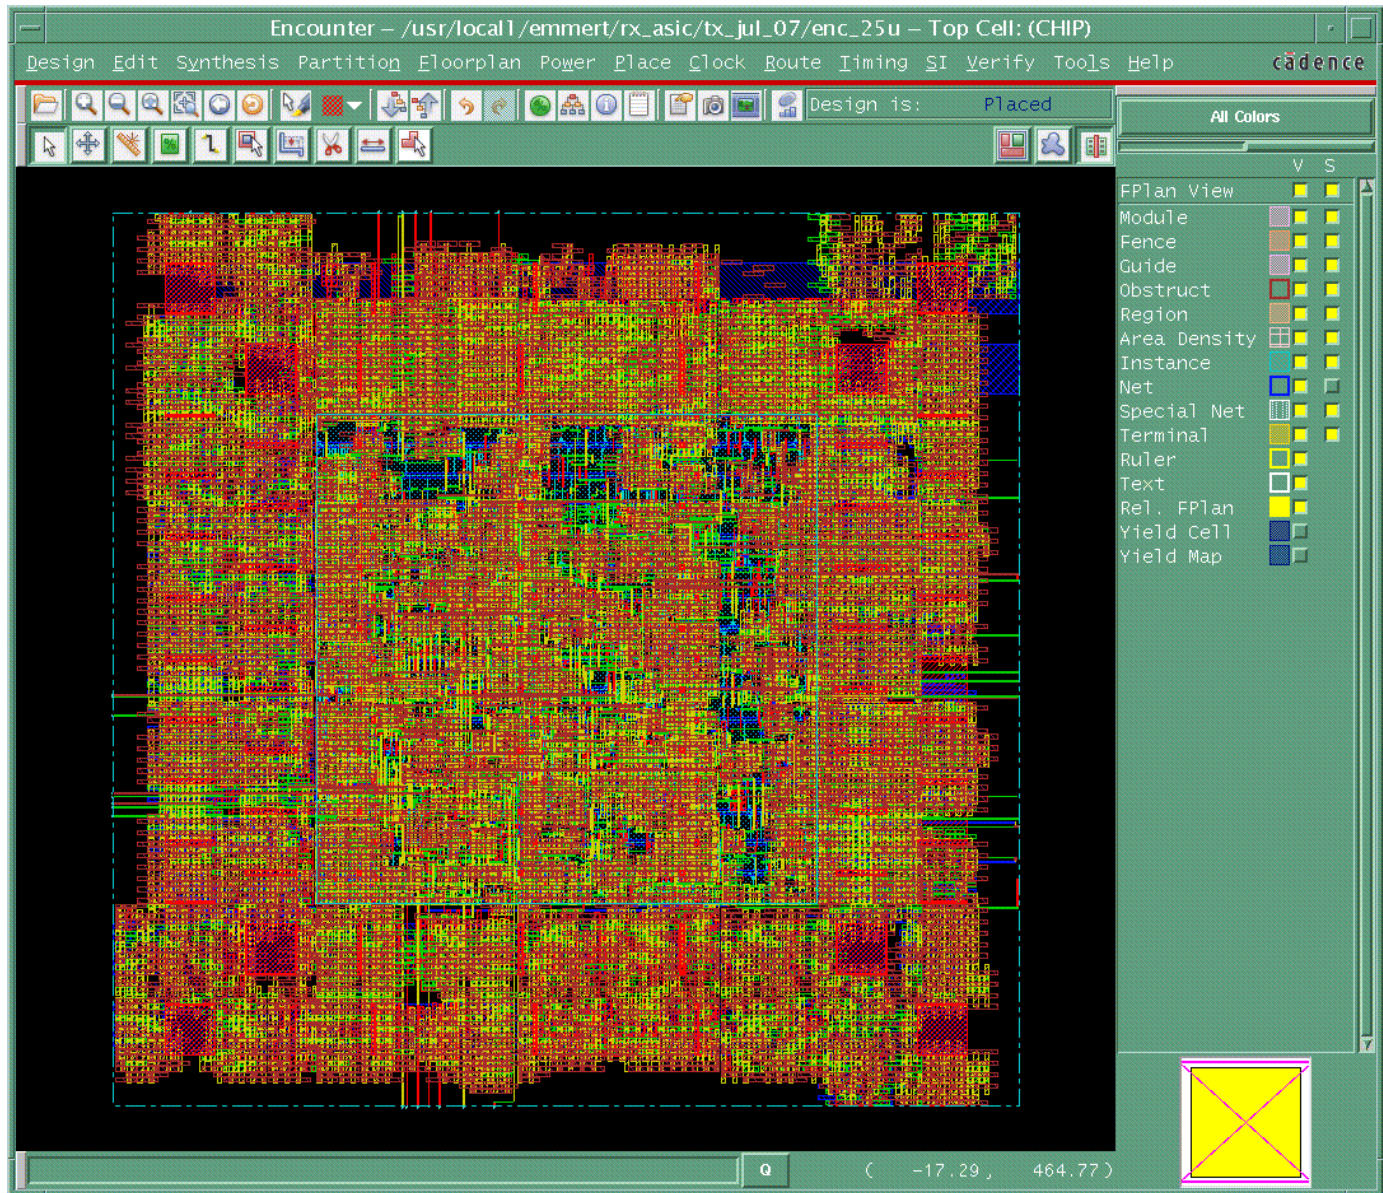 Encounter – /usr/local1/emmert/rx_asic/tx_jul_07/enc_25u – Top Cell: (CHIP)
Design Edit Synthesis Partition Floorplan Power Place Clock Route Timing SI Verify Tools Help cādence
Design is: Placed
All Colors
V S
FPlan View
Module
Fence
Guide
Obstruct
Region
Area Density
Instance
Net
Special Net
Terminal
Ruler
Text
Rel. FPlan
Yield Cell
Yield Map
Q ( -17.29, 464.77)